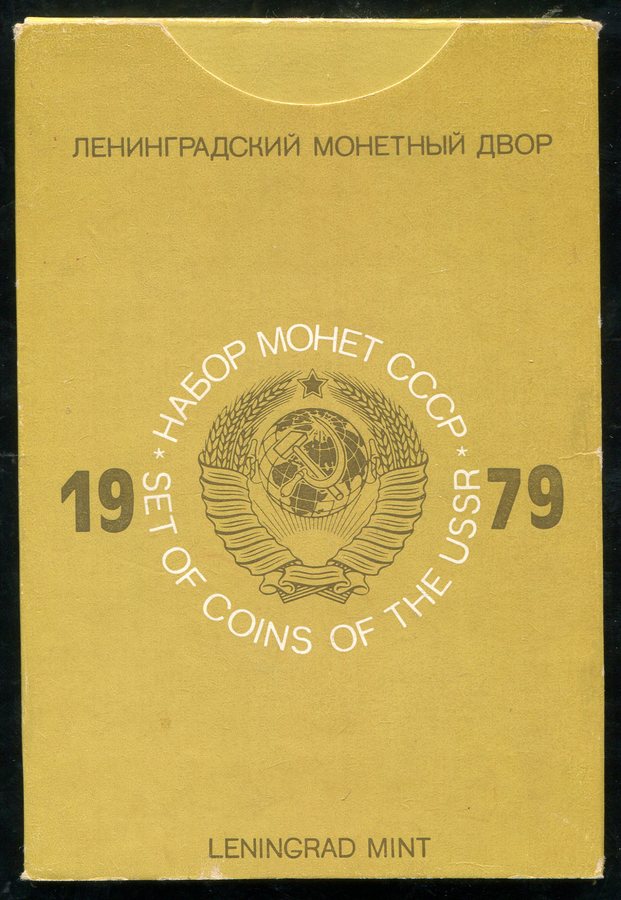 ЛЕНИНГРАДСКИЙ МОНЕТНЫЙ ДВОР
* НАБОР МОНЕТ СССР *
19 79
SET OF COINS OF THE USSR
LENINGRAD MINT